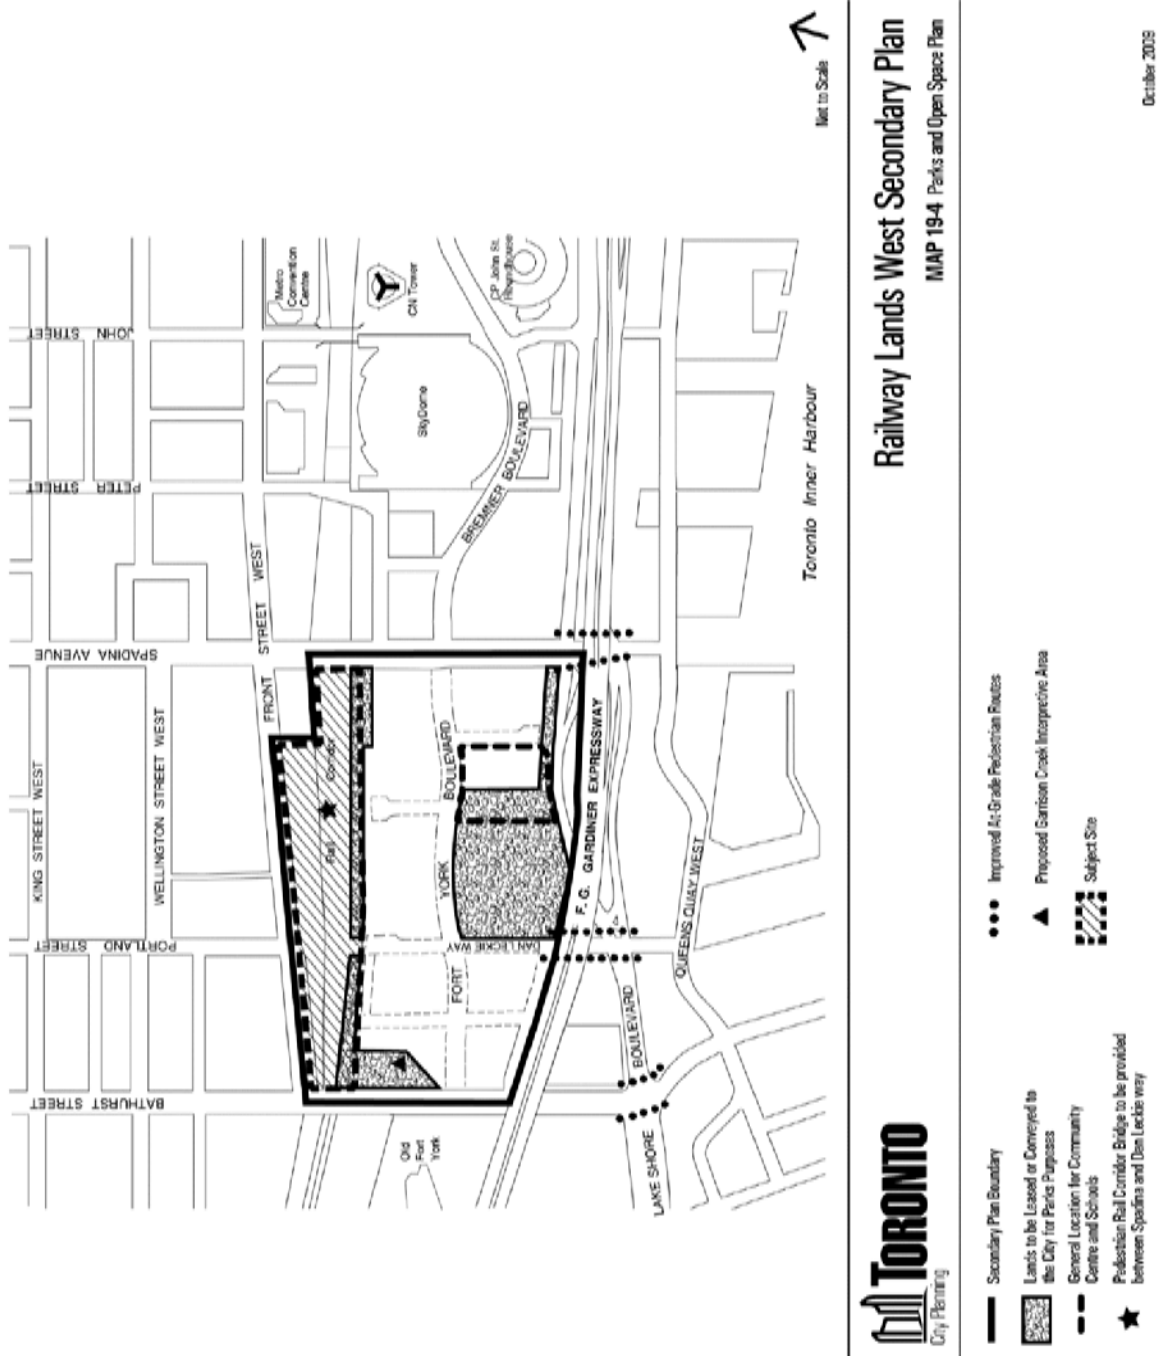 KING STREET WEST
WELLINGTON STREET WEST
FRONT
STREET WEST
BATHURST STREET
PORTLAND STREET
SPADINA AVENUE
PETER STREET
JOHN STREET
Metro
Convention
Centre
CN Tower
SkyDome
CP John St.
Roundhouse
BREMNER BOULEVARD
Rail Corridor
FORT
YORK
BOULEVARD
DAN LECKIE WAY
Old
Fort
York
F. G. GARDINER EXPRESSWAY
LAKE SHORE
BOULEVARD
QUEENS QUAY WEST
Toronto Inner Harbour
Not to Scale
TORONTO
City Planning
Railway Lands West Secondary Plan
MAP 19-4 Parks and Open Space Plan
Secondary Plan Boundary
Lands to be Leased or Conveyed to
the City for Parks Purposes
General Location for Community
Centre and Schools
Pedestrian Rail Corridor Bridge to be provided
between Spadina and Dan Leckie way
Improved At-Grade Pedestrian Routes
Proposed Garrison Creek Interpretive Area
Subject Site
October 2009